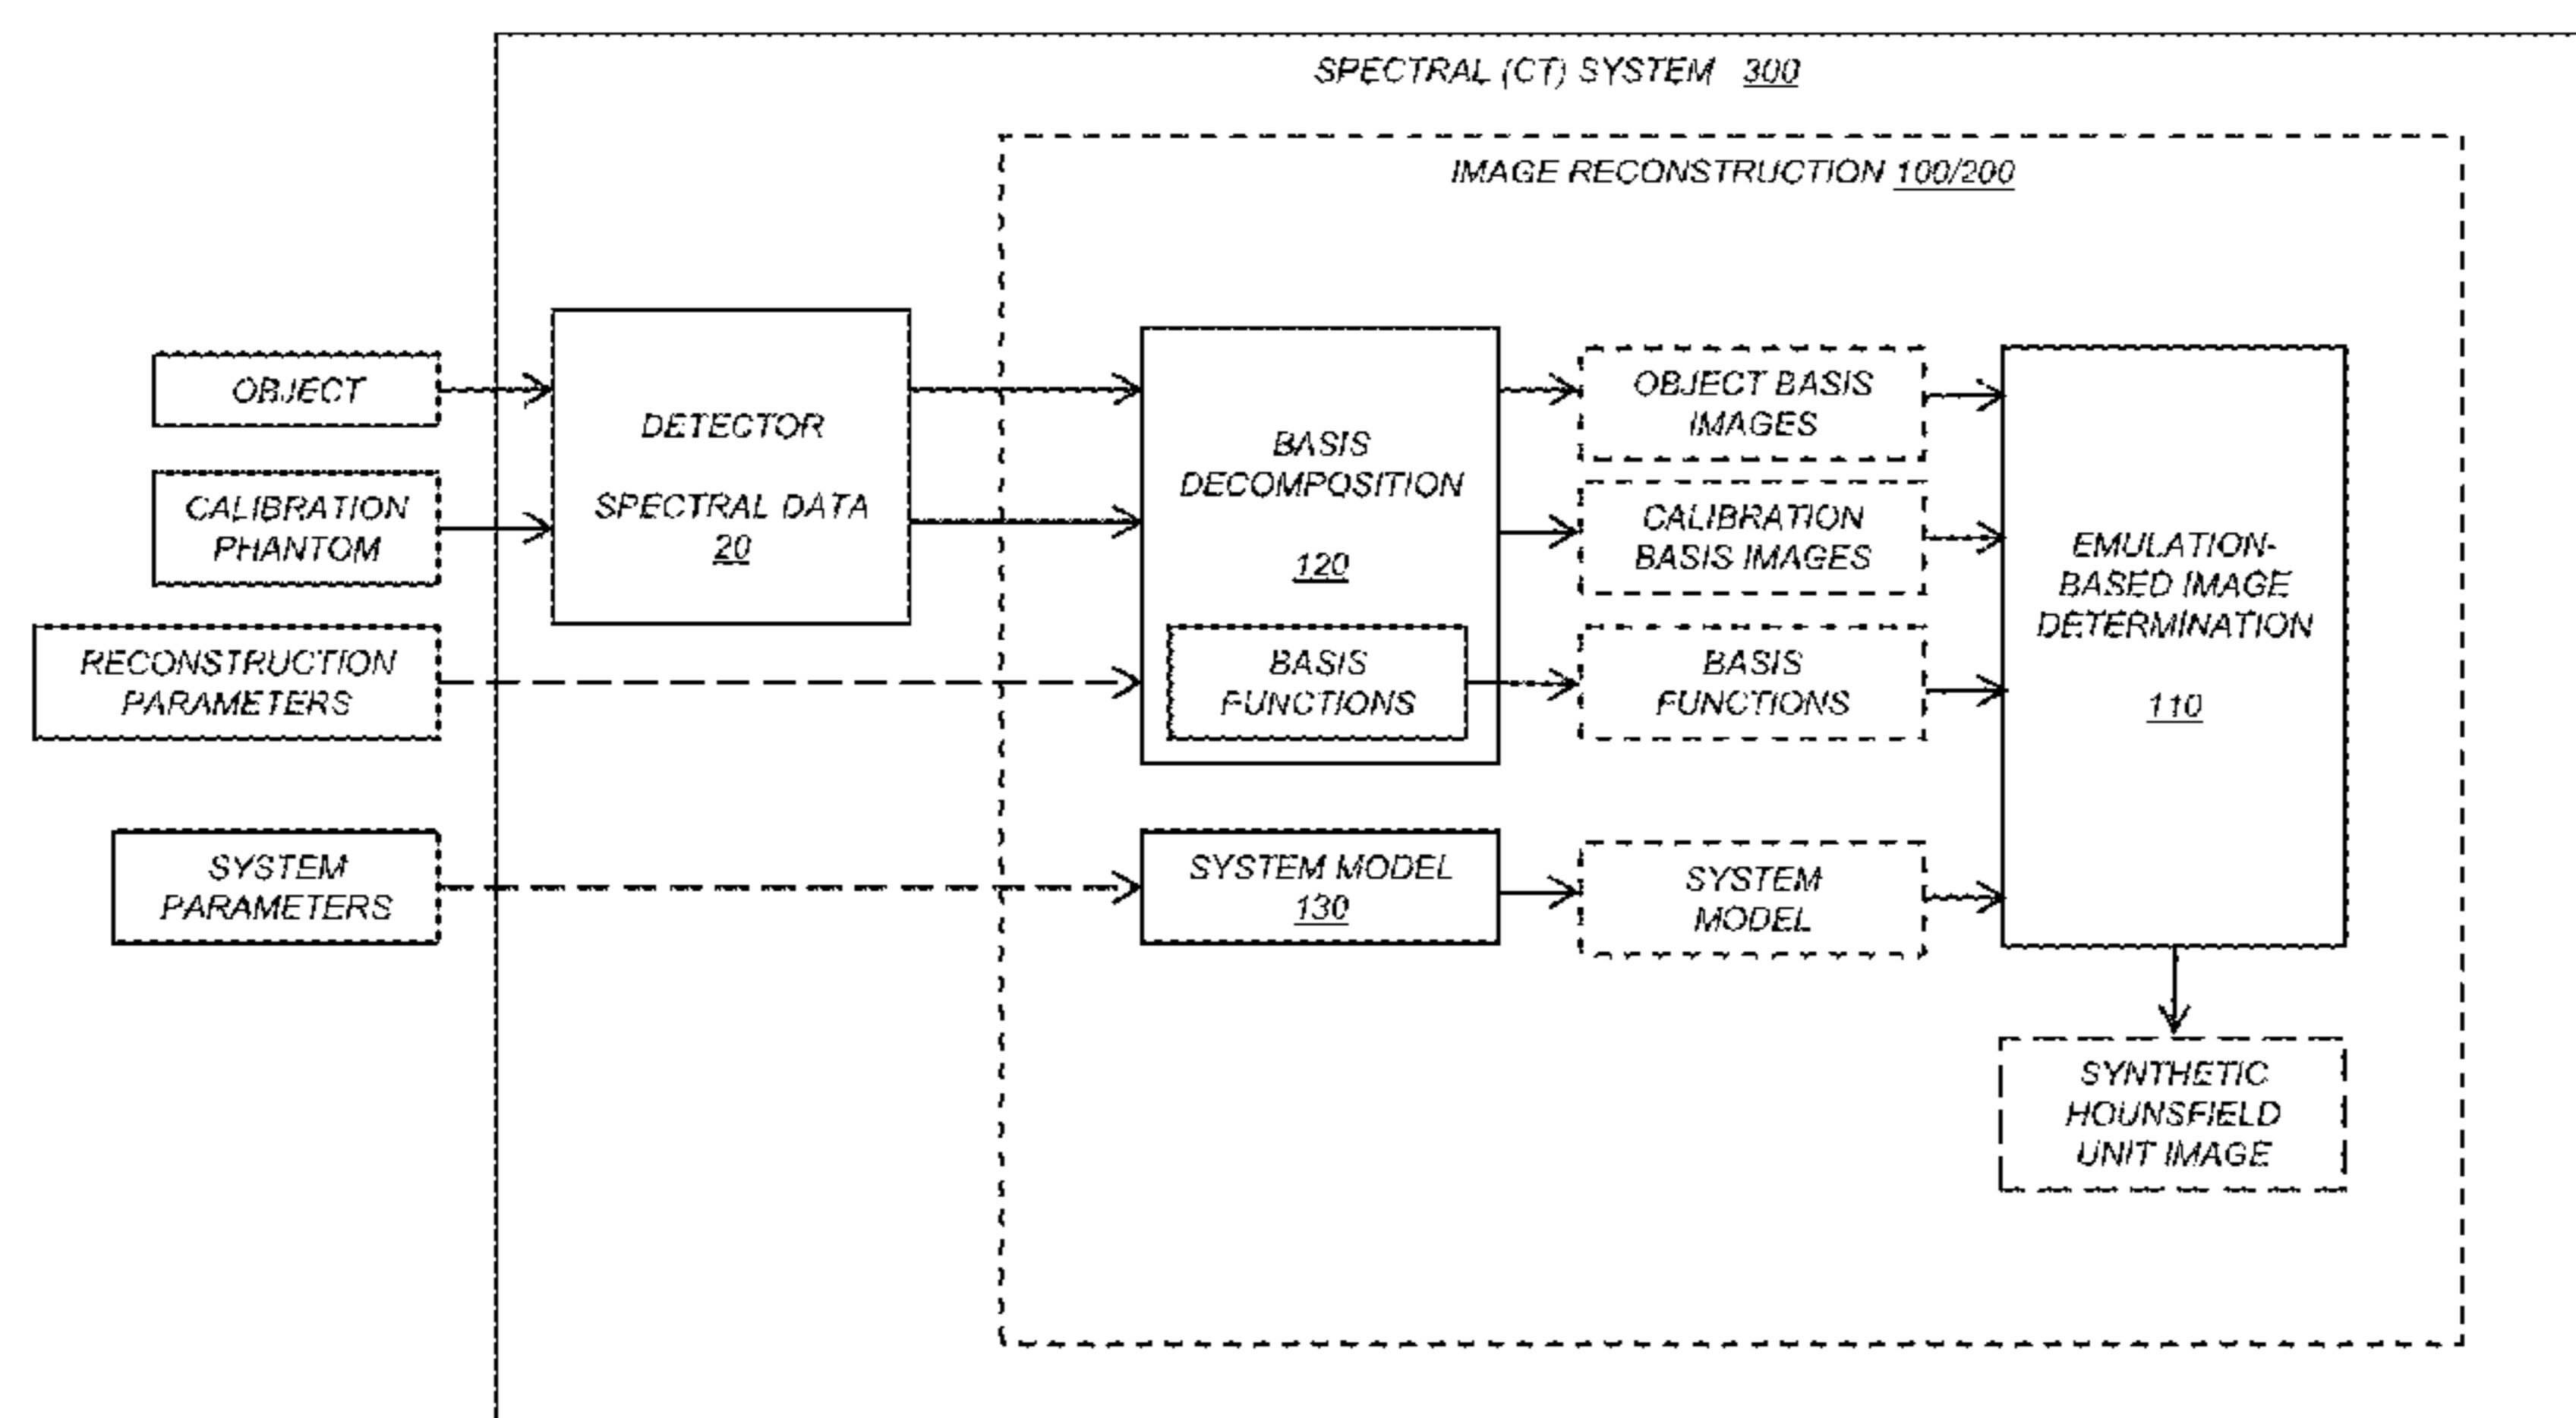 SPECTRAL (CT) SYSTEM 300
IMAGE RECONSTRUCTION 100/200
OBJECT
CALIBRATION
PHANTOM
RECONSTRUCTION
PARAMETERS
SYSTEM
PARAMETERS
DETECTOR
SPECTRAL DATA
20
BASIS
DECOMPOSITION
120
BASIS
FUNCTIONS
SYSTEM MODEL
130
OBJECT BASIS
IMAGES
CALIBRATION
BASIS IMAGES
BASIS
FUNCTIONS
SYSTEM
MODEL
EMULATION-
BASED IMAGE
DETERMINATION
110
SYNTHETIC
HOUNSFIELD
UNIT IMAGE